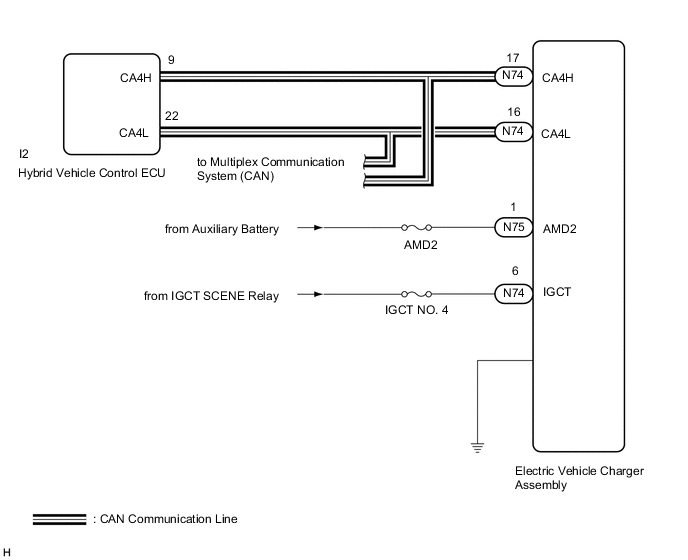 9
17
CA4H
N74
CA4H
22
16
CA4L
N74
CA4L
I2
Hybrid Vehicle Control ECU
to Multiplex Communication
System (CAN)
1
from Auxiliary Battery
N75
AMD2
AMD2
6
from IGCT SCENE Relay
N74
IGCT
IGCT NO. 4
Electric Vehicle Charger
Assembly
: CAN Communication Line
H